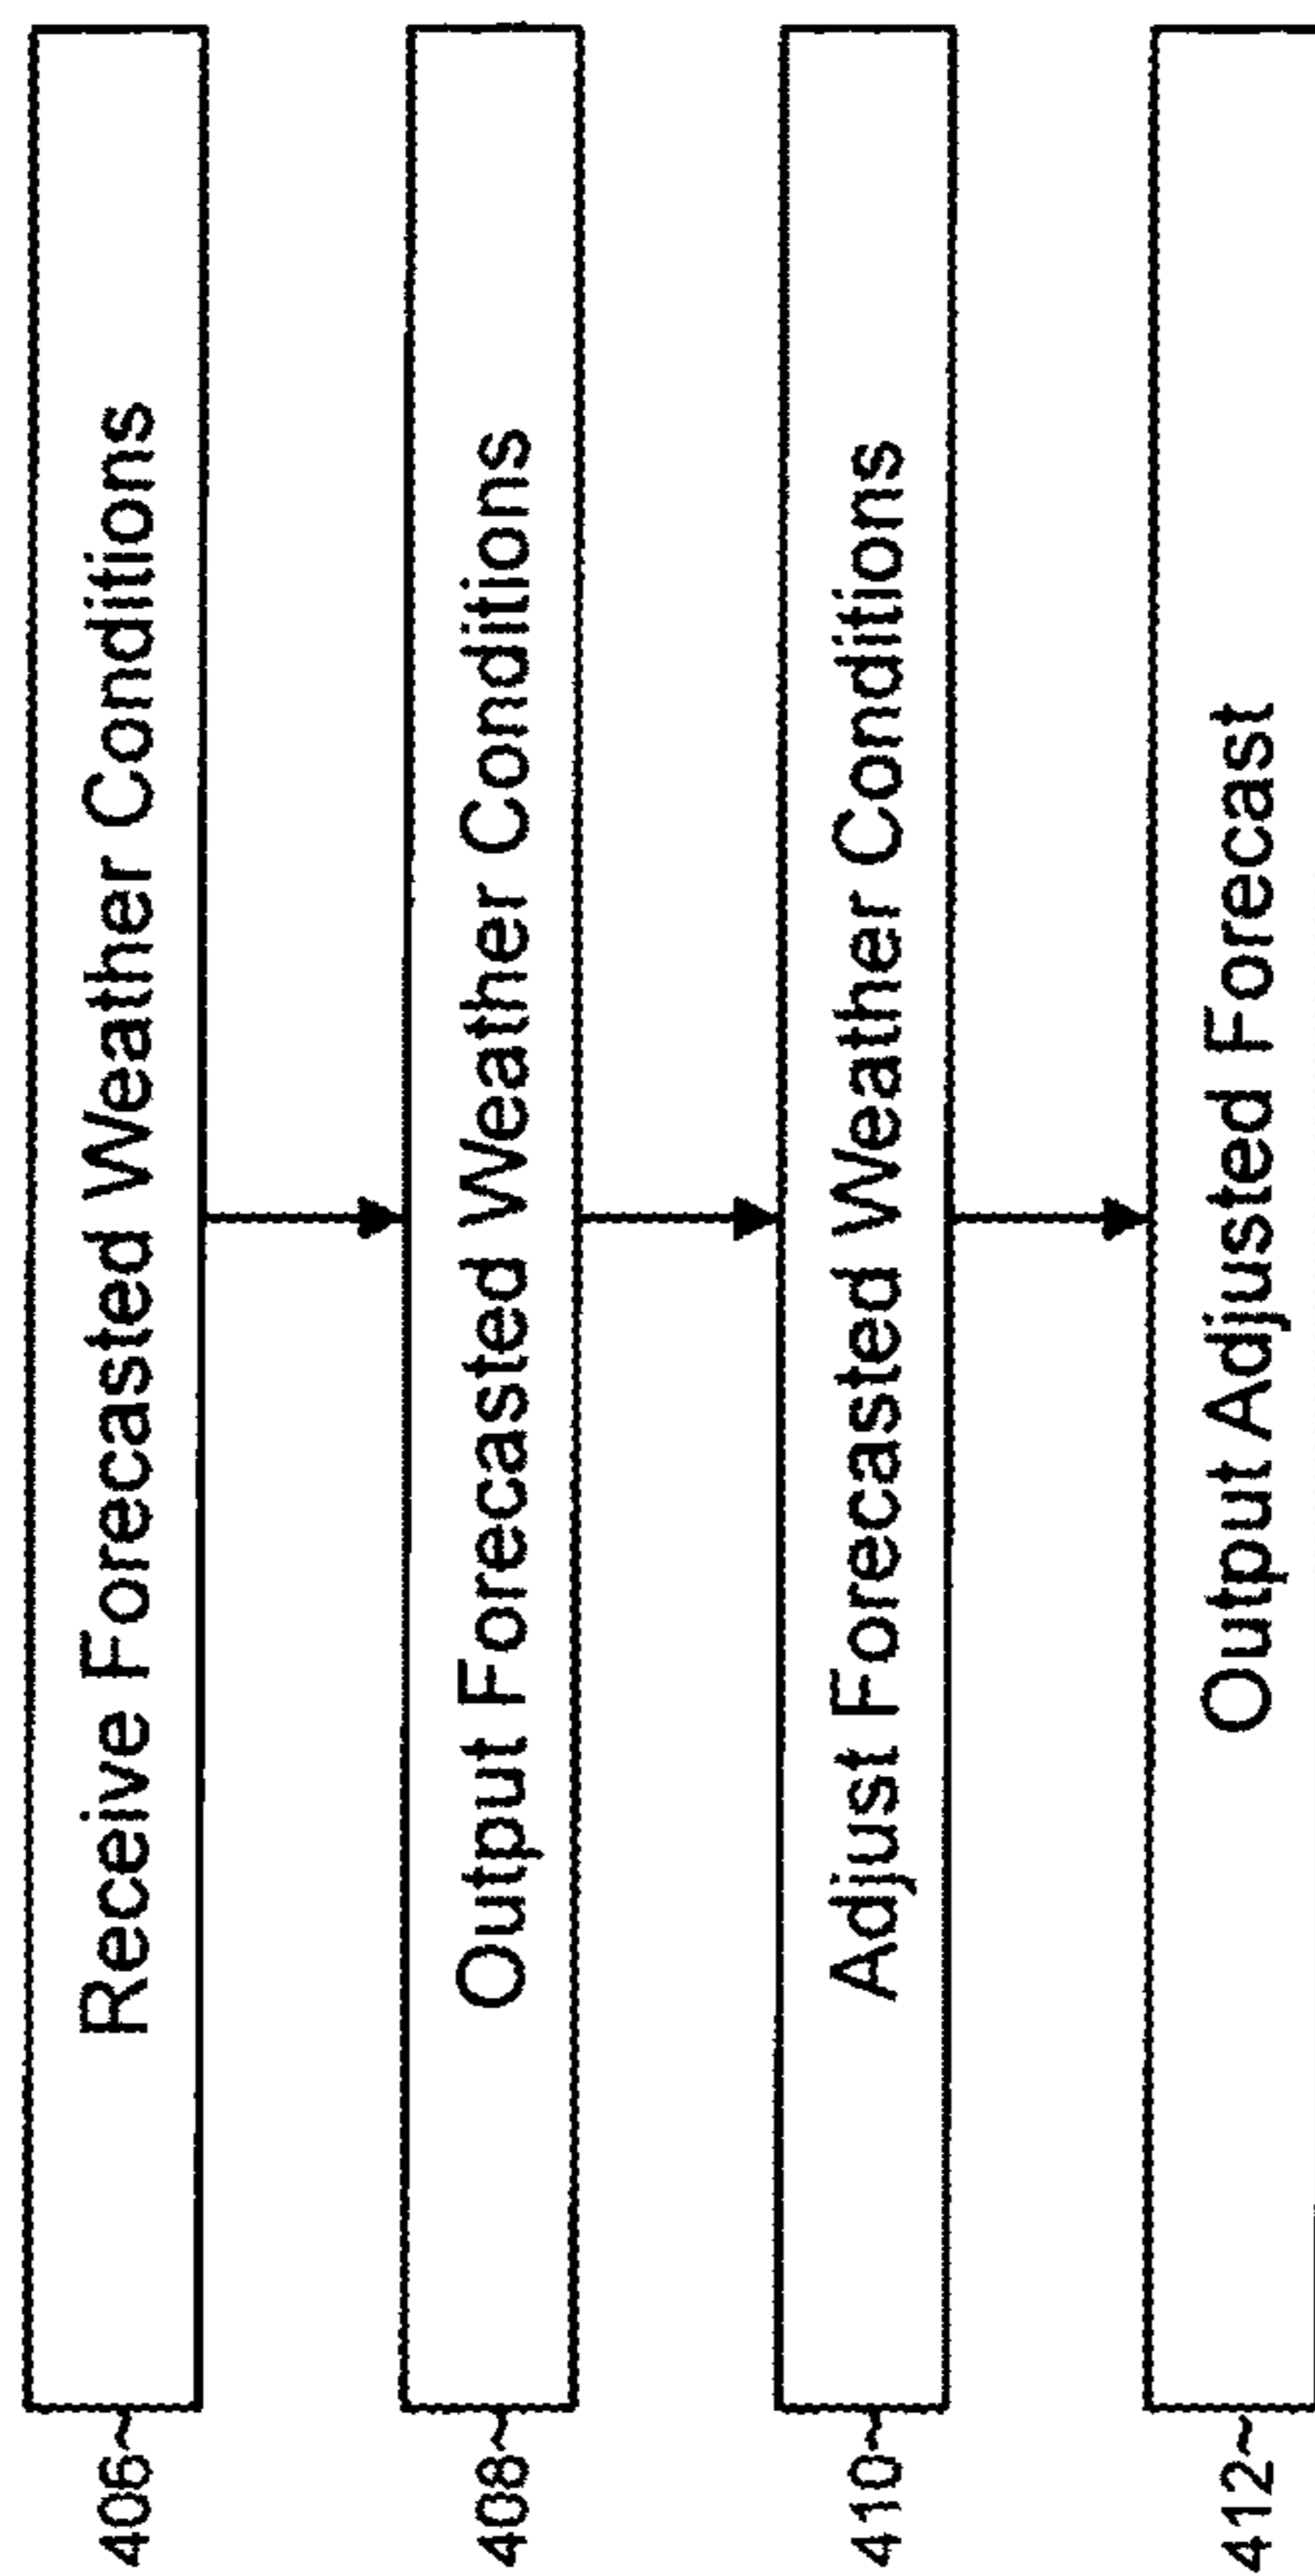 406~ Receive Forecasted Weather Conditions
408~ Output Forecasted Weather Conditions
410~ Adjust Forecasted Weather Conditions
412~ Output Adjusted Forecast